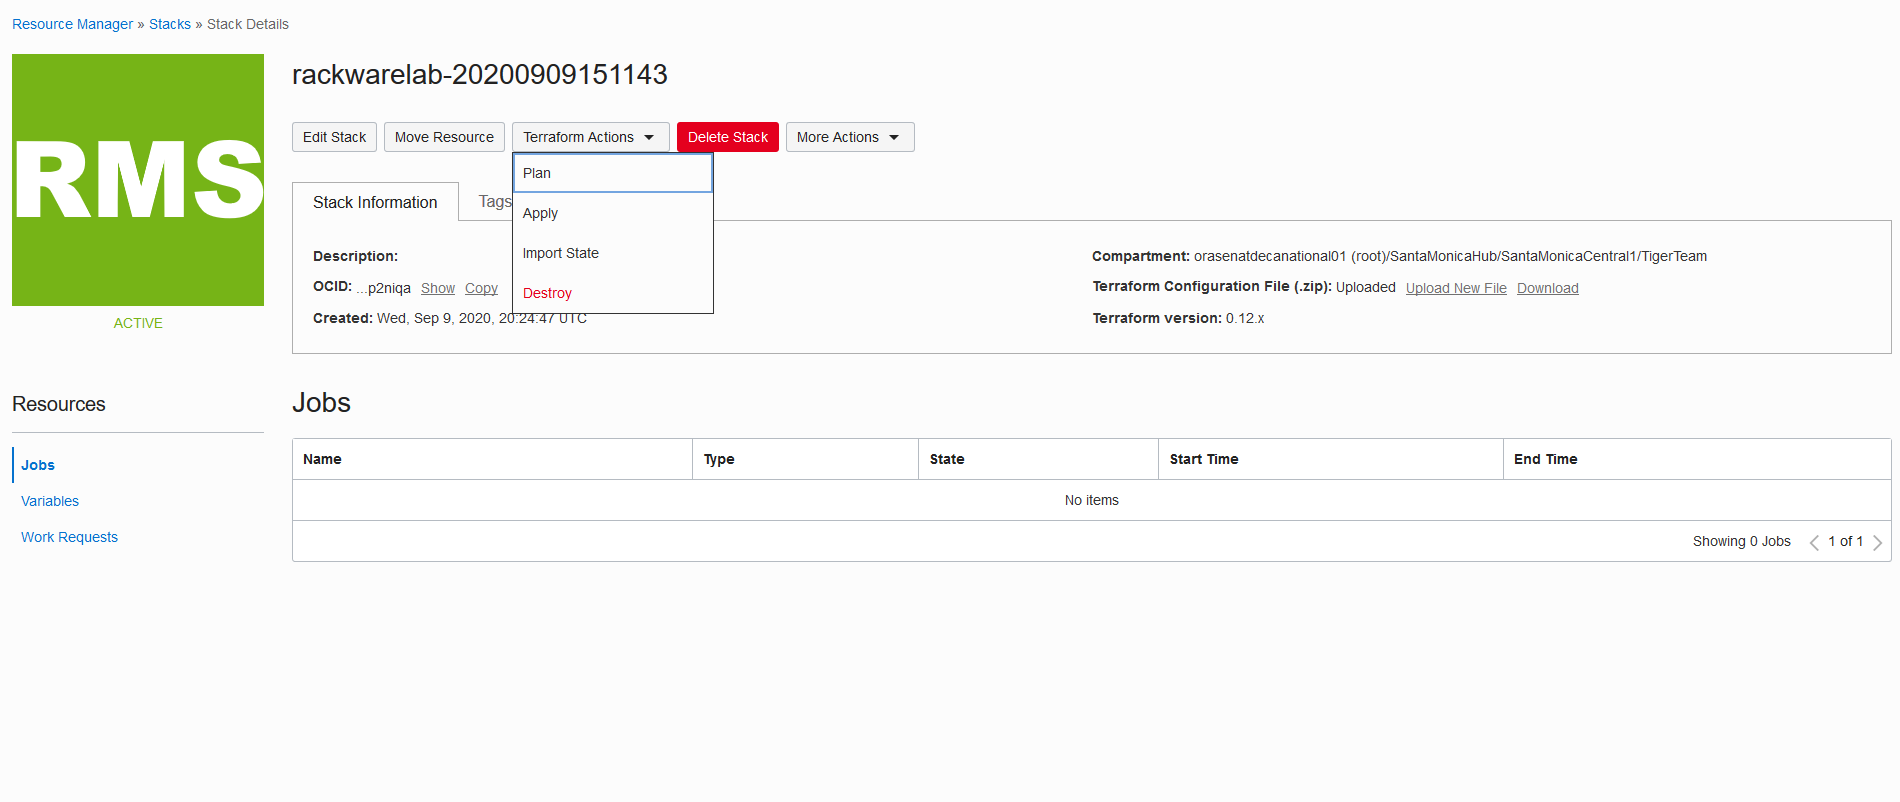 Resource Manager » Stacks » Stack Details
RMS
ACTIVE
rackwarelab-20200909151143
Edit Stack Move Resource Terraform Actions Delete Stack More Actions
Plan
Apply
Import State
Destroy
Stack Information Tags
Description:
OCID: ...p2niqa Show Copy
Created: Wed, Sep 9, 2020, 20:24:47 UTC
Compartment: orasenatdecanational01 (root)/SantaMonicaHub/SantaMonicaCentral1/TigerTeam
Terraform Configuration File (.zip): Uploaded Upload New File Download
Terraform version: 0.12.x
Resources
Jobs
Variables
Work Requests
Jobs
Name Type State Start Time End Time
No items
Showing 0 Jobs 1 of 1